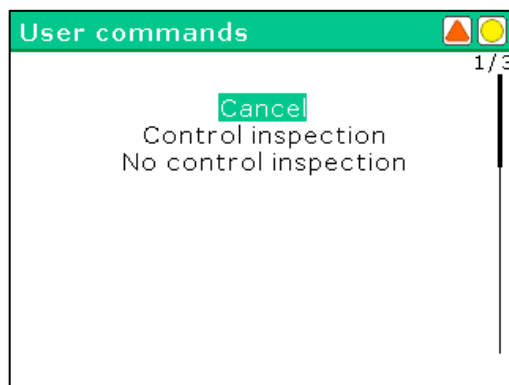 User commands
1/3
Cancel
Control inspection
No control inspection